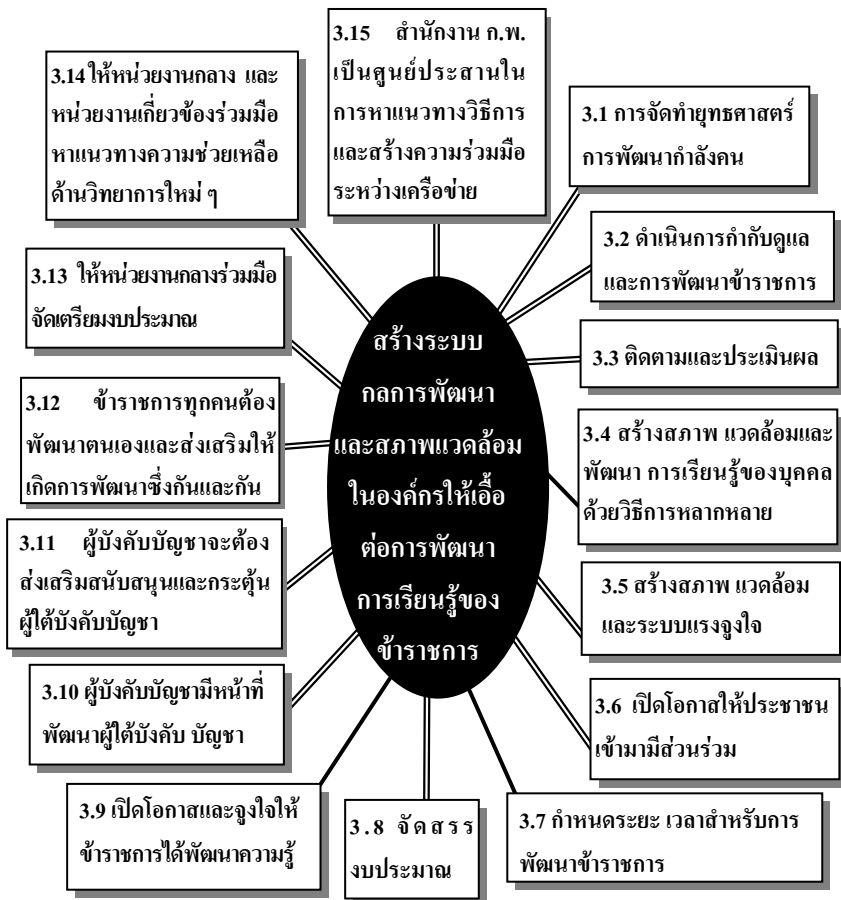 3.15 สำนักงาน ก.พ.
เป็นศูนย์ประสานใน
การหาแนวทางวิธีการ
และสร้างความร่วมมือ
ระหว่างเครือข่าย
3.14 ให้หน่วยงานกลาง และ
หน่วยงานเกี่ยวข้องร่วมมือ
หาแนวทางความช่วยเหลือ
ด้านวิทยาการใหม่ ๆ
3.1 การจัดทำยุทธศาสตร์
การพัฒนากำลังคน
3.2 ดำเนินการกำกับดูแล
และการพัฒนาข้าราชการ
3.13 ให้หน่วยงานกลางร่วมมือ
จัดเตรียมงบประมาณ
3.3 ติดตามและประเมินผล
สร้างระบบ
กลการพัฒนา
และสภาพแวดล้อม
ในองค์กรให้เอื้อ
ต่อการพัฒนา
การเรียนรู้ของ
ข้าราชการ
3.12 ข้าราชการทุกคนต้อง
พัฒนาตนเองและส่งเสริมให้
เกิดการพัฒนาซึ่งกันและกัน
3.4 สร้างสภาพ แวดล้อมและ
พัฒนา การเรียนรู้ของบุคคล
ด้วยวิธีการหลากหลาย
3.11 ผู้บังคับบัญชาจะต้อง
ส่งเสริมสนับสนุนและกระตุ้น
ผู้ใต้บังคับบัญชา
3.5 สร้างสภาพ แวดล้อม
และระบบแรงจูงใจ
3.10 ผู้บังคับบัญชามีหน้าที่
พัฒนาผู้ใต้บังคับ บัญชา
3.6 เปิดโอกาสให้ประชาชน
เข้ามามีส่วนร่วม
3.9 เปิดโอกาสและจูงใจให้
ข้าราชการได้พัฒนาความรู้
3.8 จัดสรร
งบประมาณ
3.7 กำหนดระยะ เวลาสำหรับการ
พัฒนาข้าราชการ